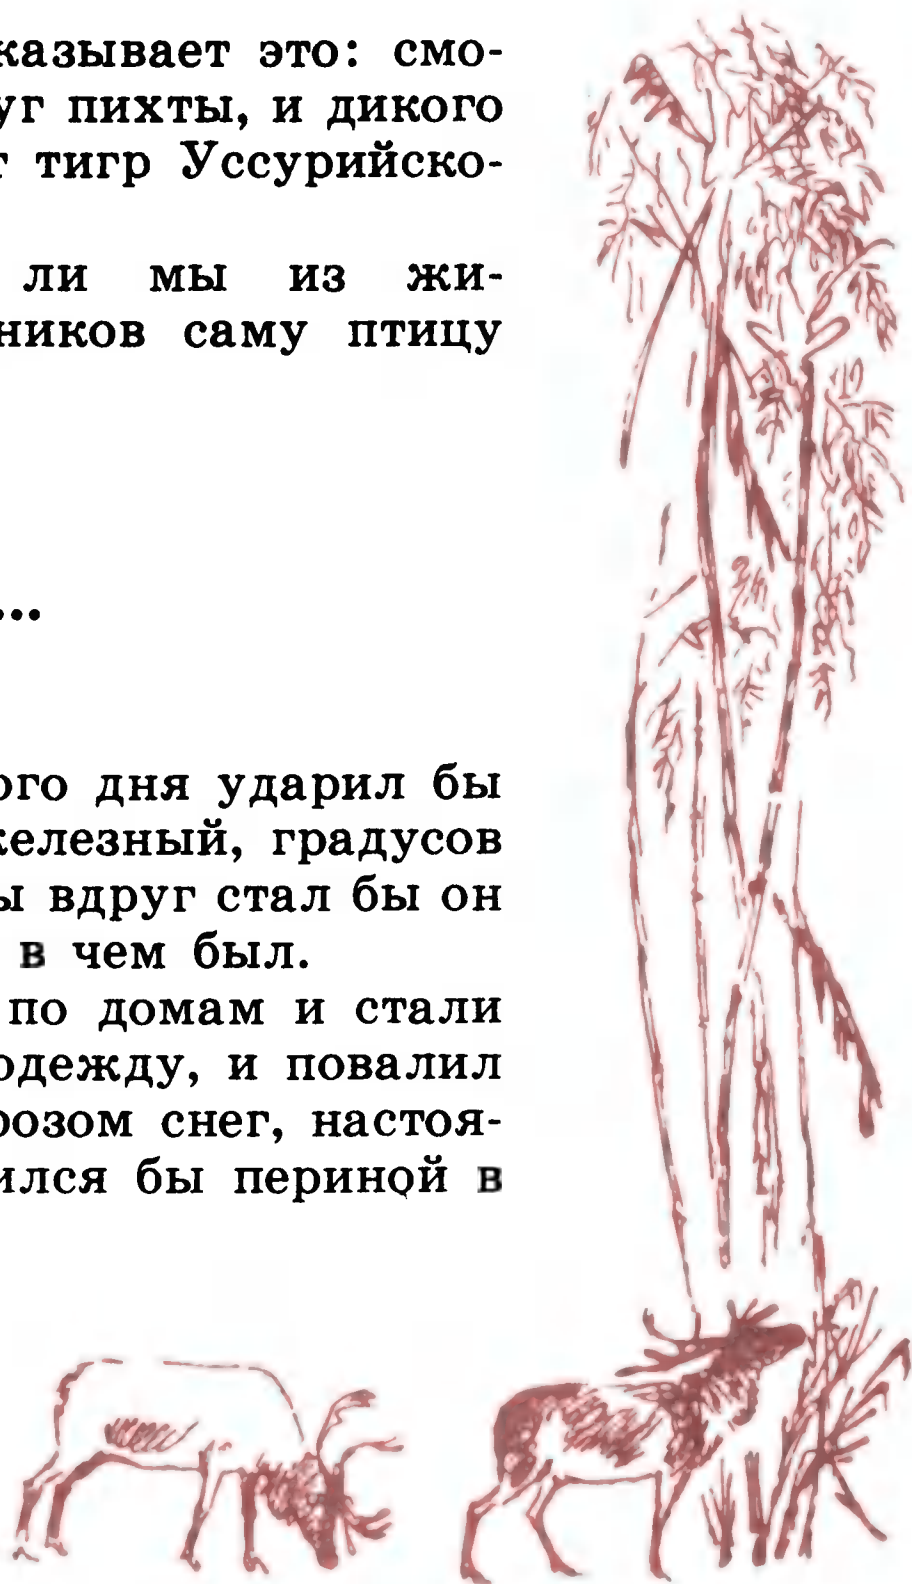 казывает это: смо-
уг пихты, и дикого
т тигр Уссурийско-
ли мы из жи-
ников саму птицу
...
ого дня ударил бы
келезный, градусов
ы вдруг стал бы он
в чем был.
по домам и стали
одежду, и повалил
розом снег, настоя-
ился бы периной в